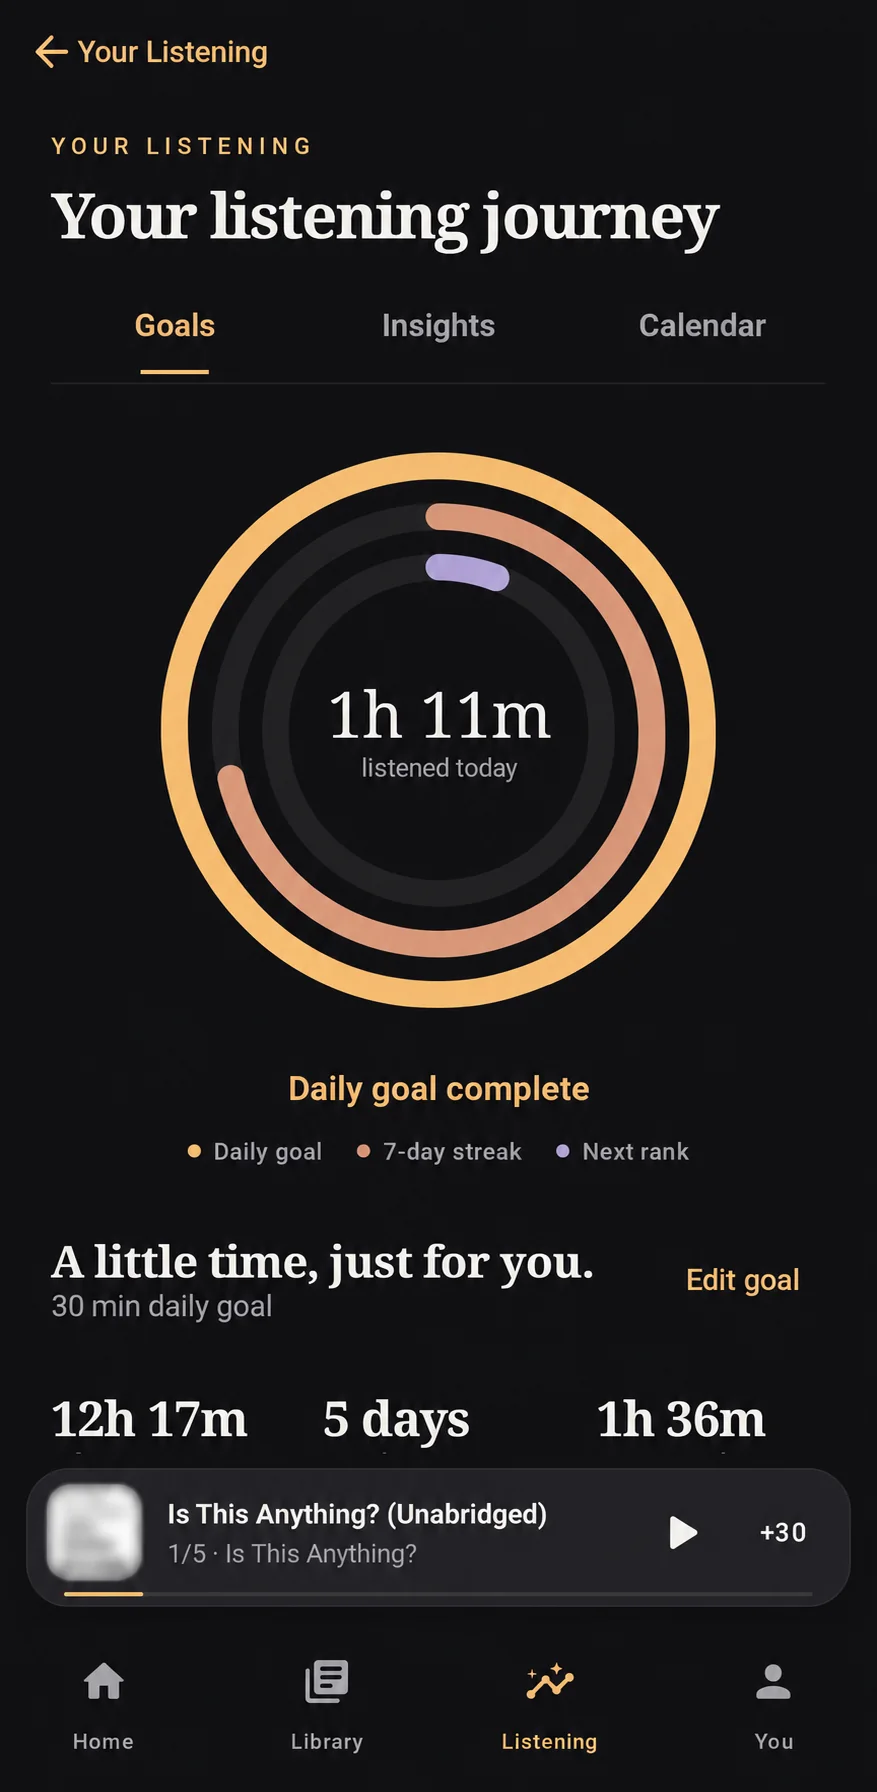 Your Listening
YOUR LISTENING
Your listening journey
Goals Insights Calendar
1h 11m
listened today
Daily goal complete
Daily goal 7-day streak Next rank
A little time, just for you.
30 min daily goal
Edit goal
12h 17m 5 days 1h 36m
Is This Anything? (Unabridged)
1/5 · Is This Anything?
+30
Home Library Listening You